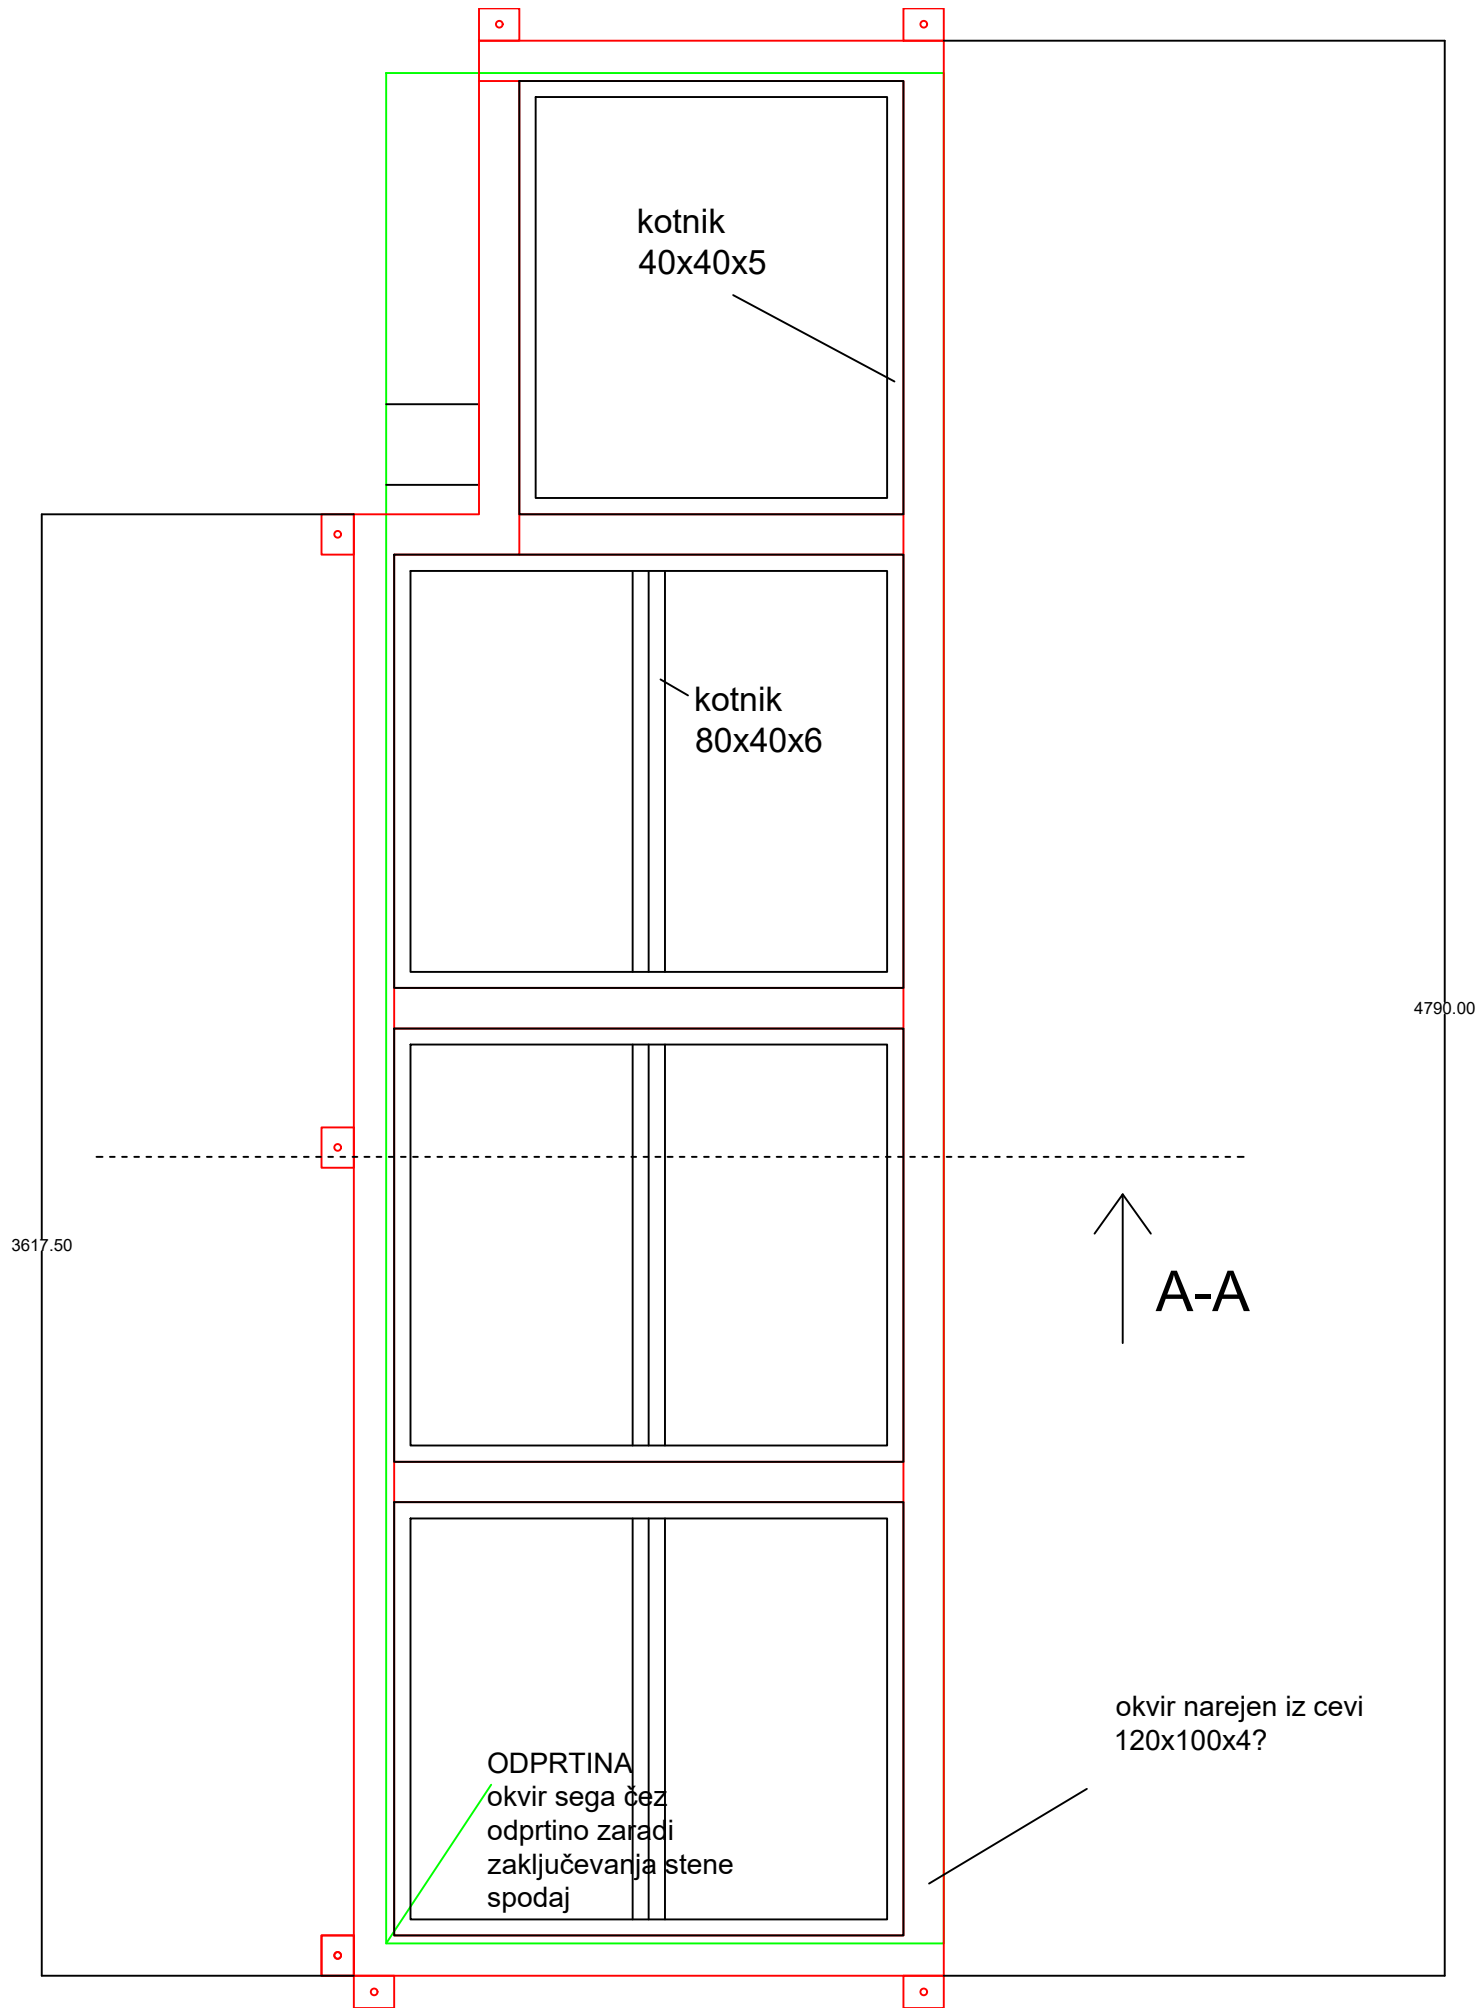 kotnik
40x40x5
kotnik
80x40x6
4790.00
3617.50
A-A
okvir narejen iz cevi
120x100x4?
ODPRTINA
okvir sega čez
odprtino zaradi
zaključevanja stene
spodaj